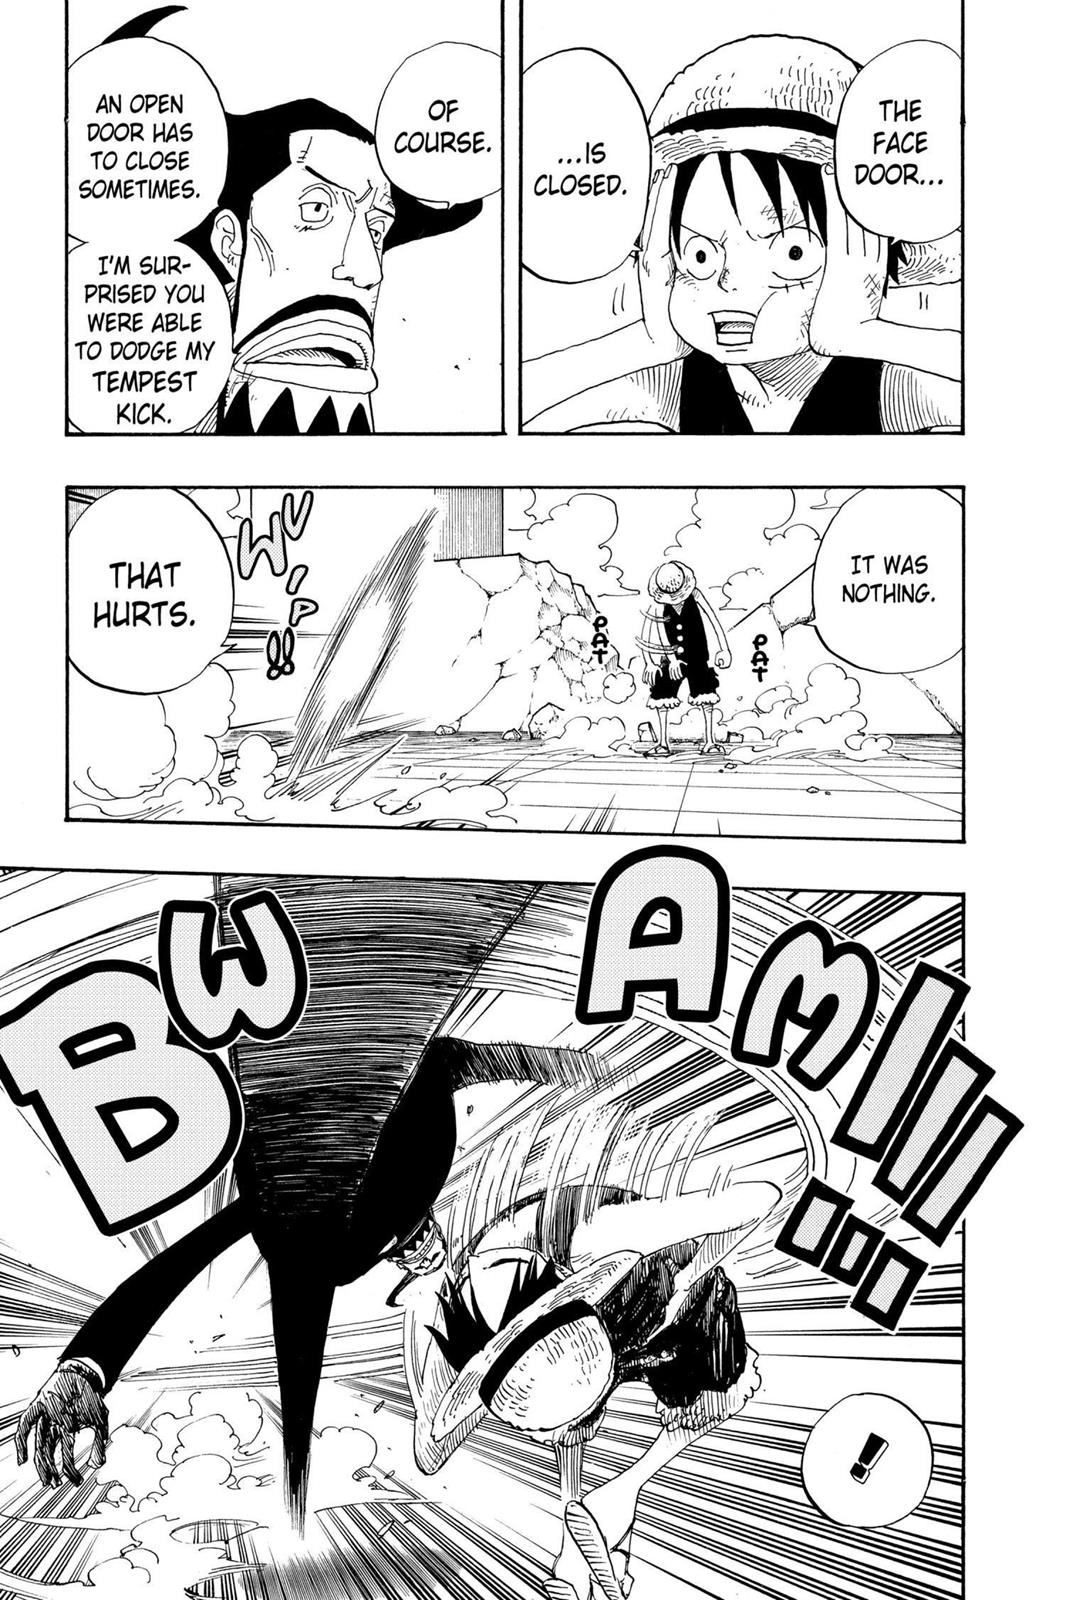 THE
FACE
DOOR...
...IS
CLOSED.
OF
COURSE.
AN OPEN
DOOR HAS
TO CLOSE
SOMETIMES.
I'M SUR-
PRISED YOU
WERE ABLE
TO DODGE MY
TEMPEST
KICK.
IT WAS
NOTHING.
PAT
PAT
WUIP!!
THAT
HURTS.
BWAM!!!
!